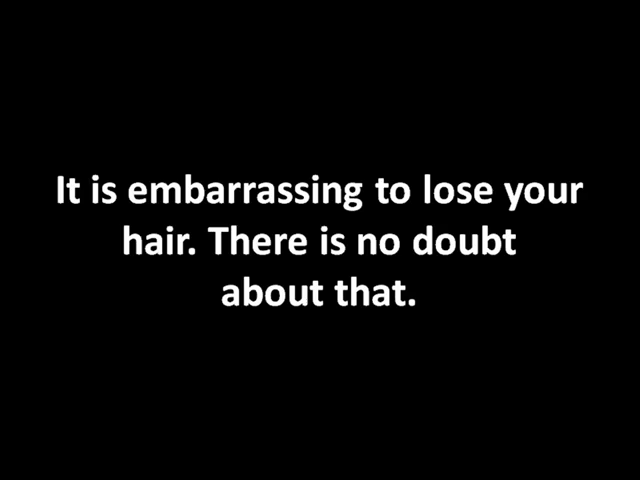 It is embarrassing to lose your
hair. There is no doubt
about that.